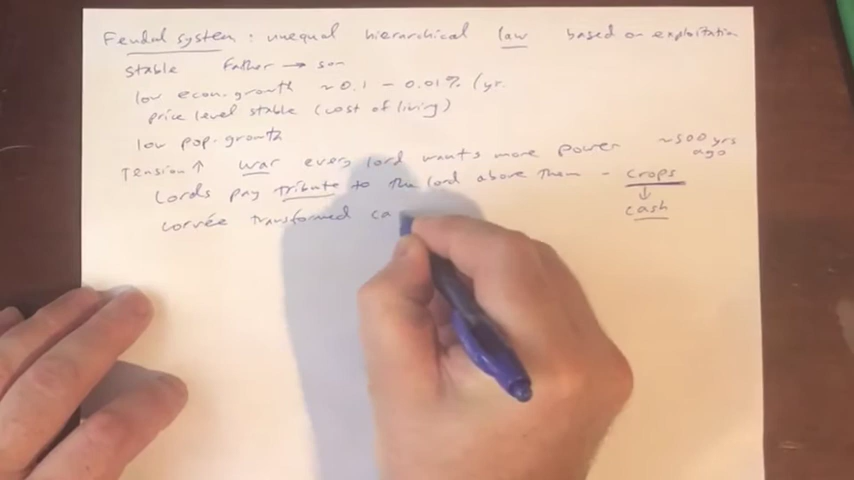 Feudal system : unequal hierarchical law based on exploitation
stable Father → son
low econ. growth ~0.1 - 0.01% /yr.
price level stable (cost of living)
low pop. growth
Tension ↑ war every lord wants more power ~500 yrs ago
Lords pay tribute to the lord above them - crops
↓
cash
corvée transformed ca